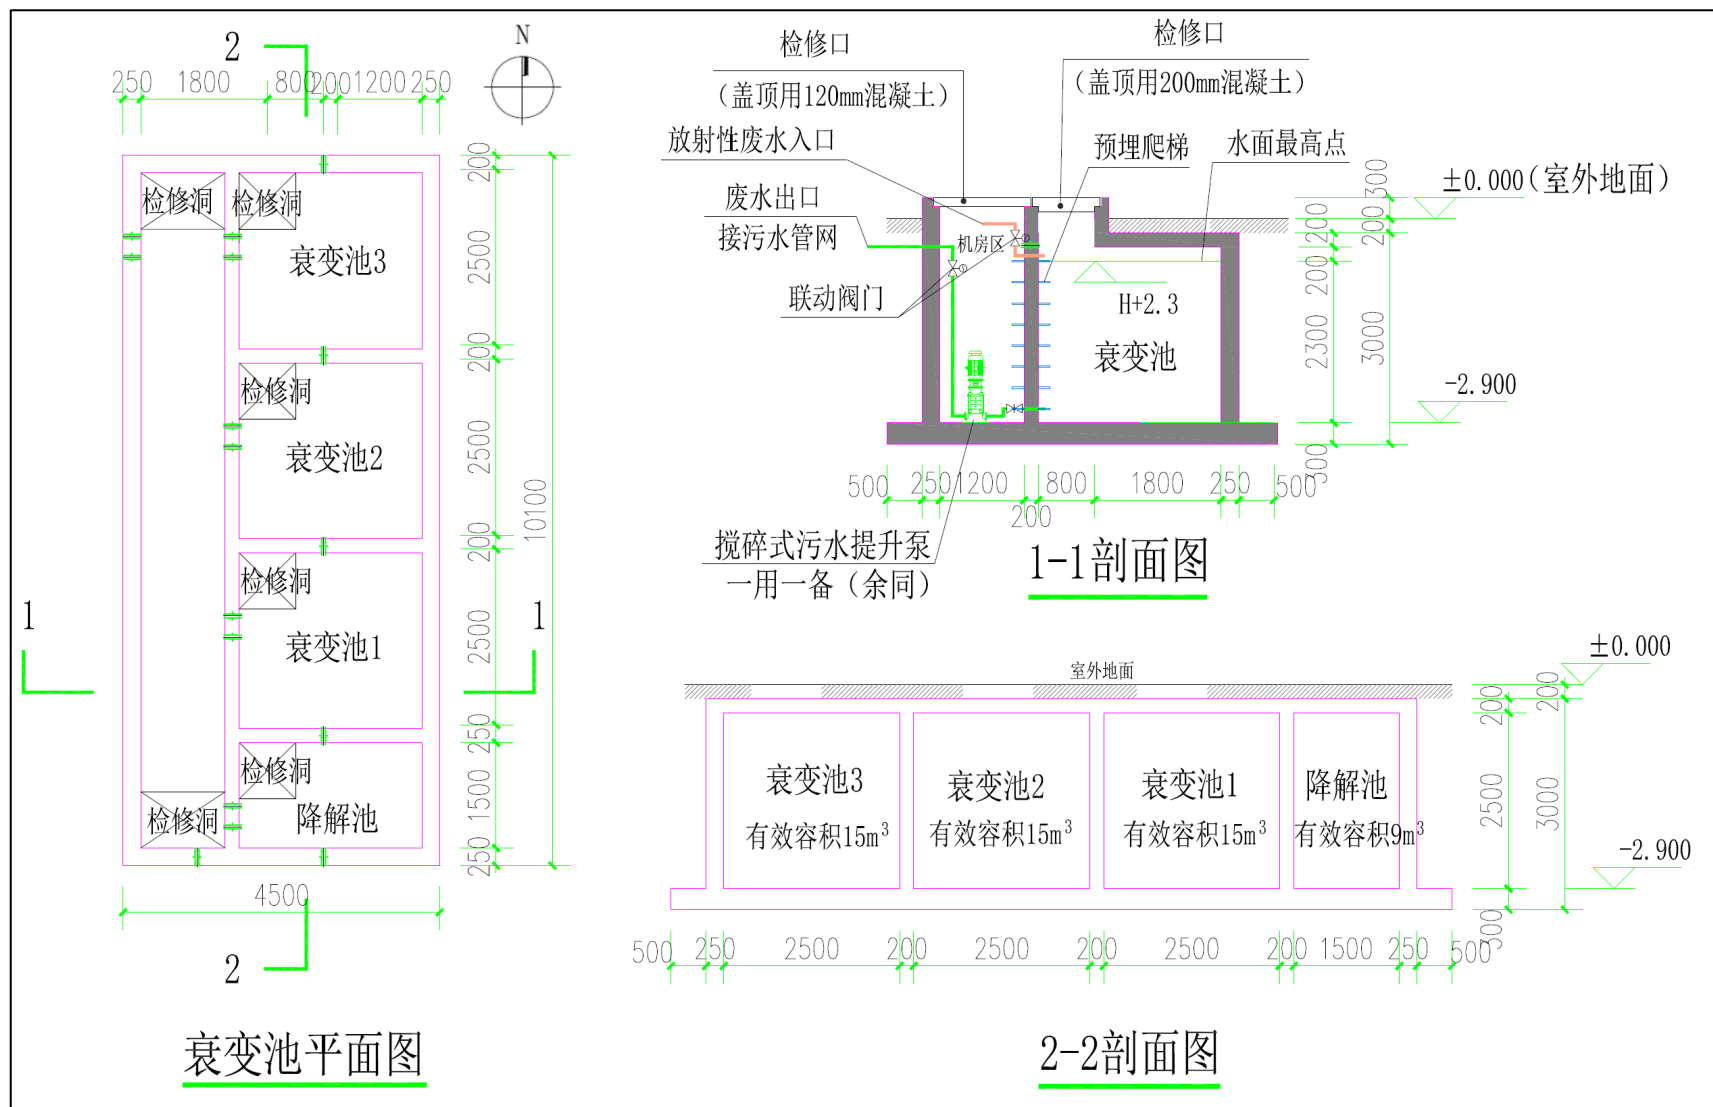 2
250
1800
800
200
1200
250
N
检修洞
检修洞
衰变池3
检修洞
衰变池2
检修洞
衰变池1
检修洞
检修洞
降解池
1
1
200
2500
200
2500
200
2500
250
1500
250
10100
4500
2
衰变池平面图
检修口
(盖顶用120mm混凝土)
检修口
(盖顶用200mm混凝土)
放射性废水入口
预埋爬梯
水面最高点
废水出口
接污水管网
机房区
联动阀门
H+2.3
衰变池
300
200
200
200
2300
3000
300
±0.000(室外地面)
-2.900
500
250
1200
200
800
1800
250
500
搅碎式污水提升泵
一用一备(余同)
1-1剖面图
室外地面
±0.000
衰变池3
有效容积15m³
衰变池2
有效容积15m³
衰变池1
有效容积15m³
降解池
有效容积9m³
200
200
2500
3000
300
-2.900
500
250
2500
200
2500
200
2500
200
1500
250
500
2-2剖面图